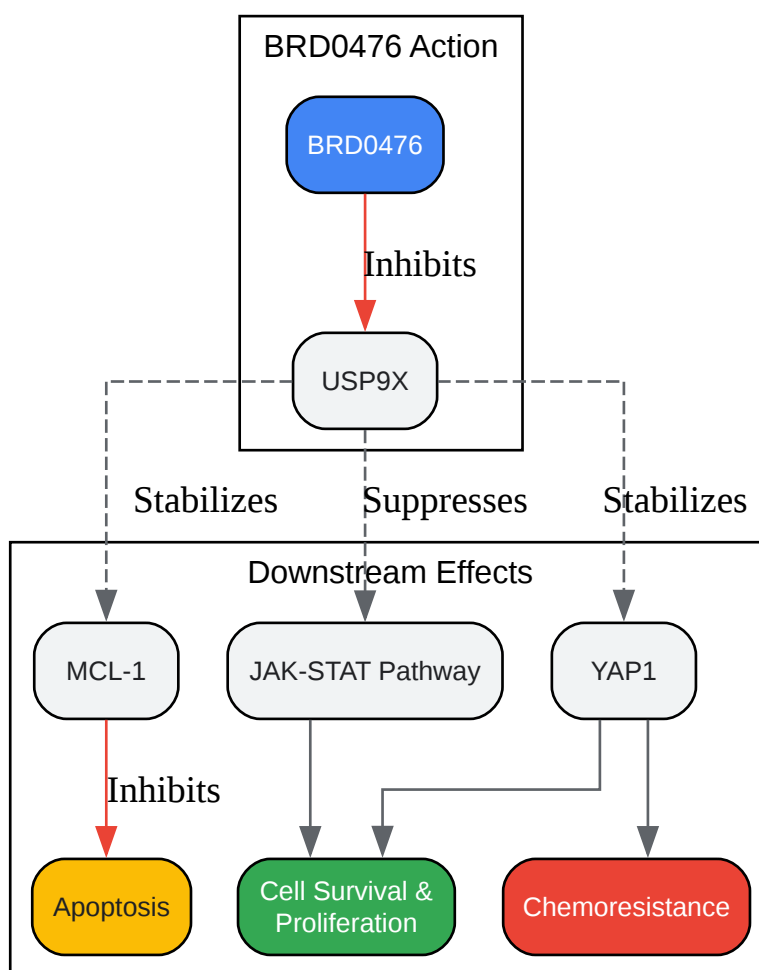 BRD0476 Action
BRD0476
Inhibits
USP9X
Stabilizes
Suppresses
Stabilizes
Downstream Effects
MCL-1
JAK-STAT Pathway
YAP1
Inhibits
Apoptosis
Cell Survival &
Proliferation
Chemoresistance